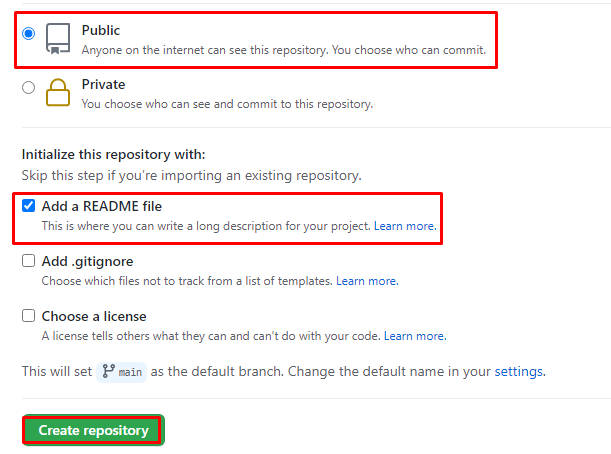 Public
Anyone on the internet can see this repository. You choose who can commit.
Private
You choose who can see and commit to this repository.
Initialize this repository with:
Skip this step if you're importing an existing repository.
Add a README file
This is where you can write a long description for your project. Learn more.
Add .gitignore
Choose which files not to track from a list of templates. Learn more.
Choose a license
A license tells others what they can and can't do with your code. Learn more.
This will set main as the default branch. Change the default name in your settings.
Create repository